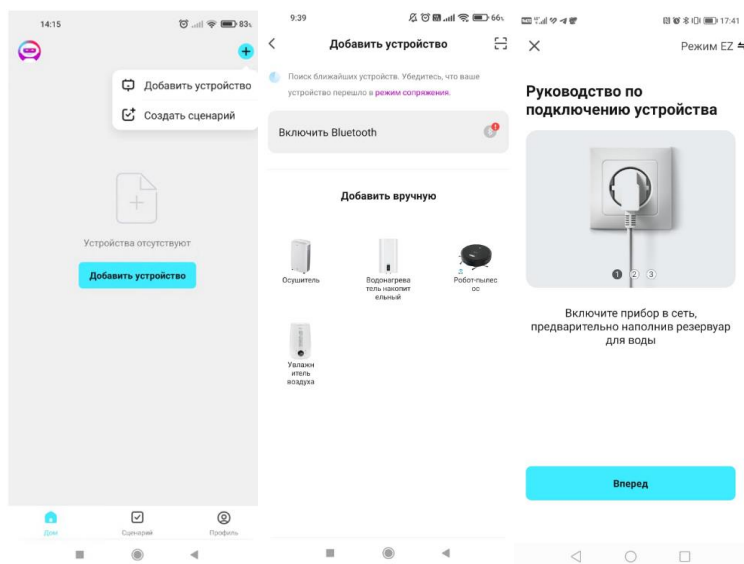 14:15
83%
Добавить устройство
Создать сценарий
Устройства отсутствуют
Добавить устройство
Дом
Сценарий
Профиль
9:39
66%
Добавить устройство
Поиск ближайших устройств. Убедитесь, что ваше
устройство перешло в режим сопряжения.
Включить Bluetooth
Добавить вручную
Осушитель
Водонагрева
тель накопит
ельный
Робот-пылес
ос
Увлажн
итель
воздуха
17:41
Режим EZ
Руководство по
подключению устройства
1 2 3
Включите прибор в сеть,
предварительно наполнив резервуар
для воды
Вперед